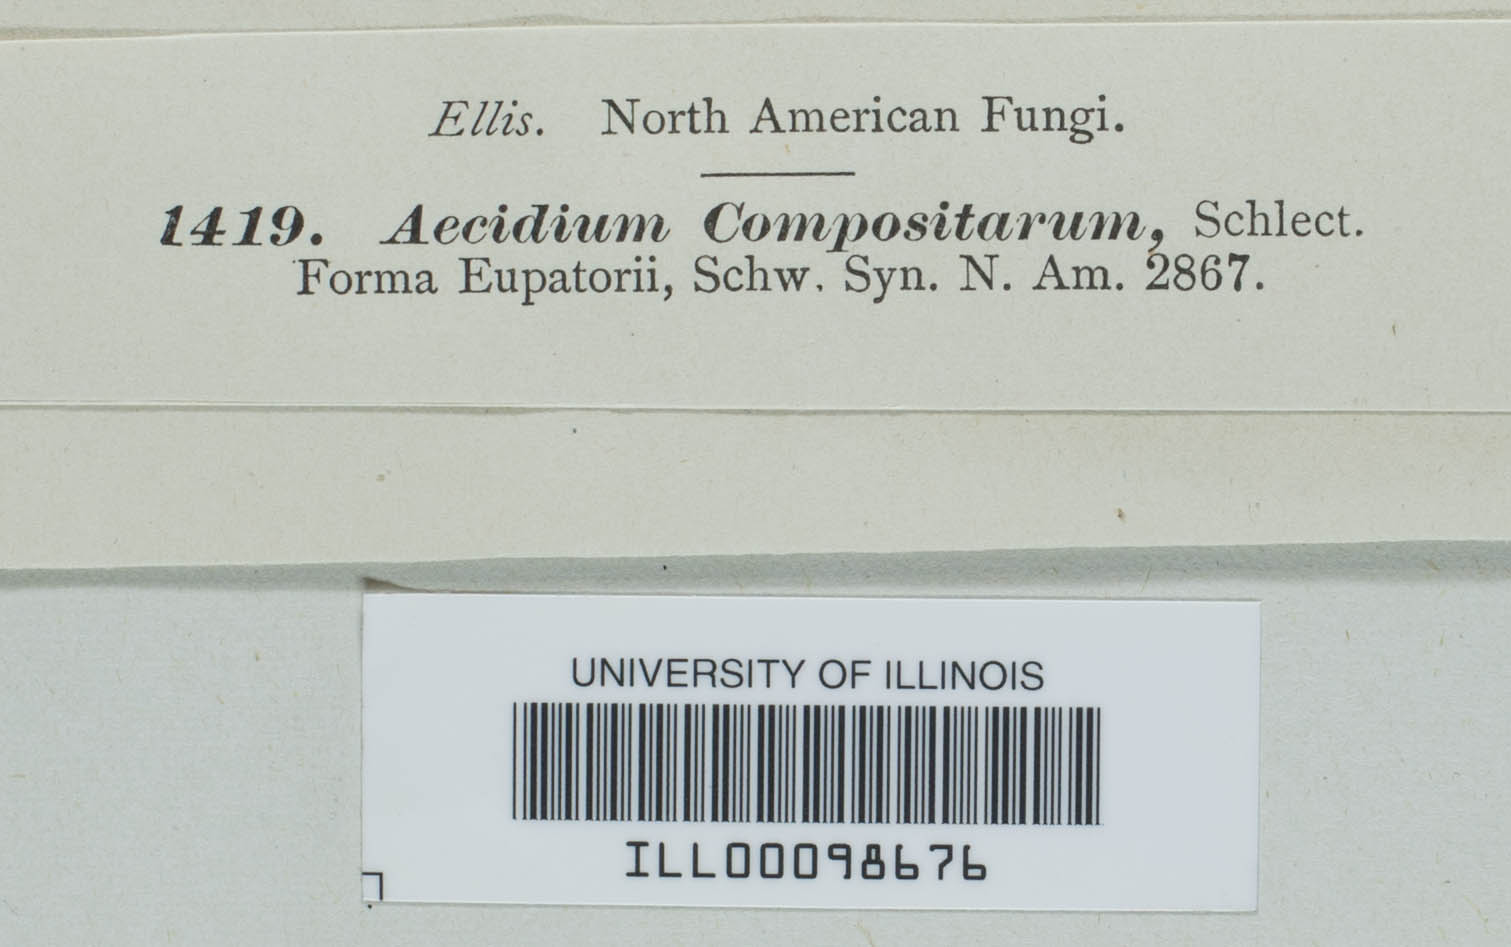 Ellis. North American Fungi.
1419. Aecidium Compositarum, Schlect.
Forma Eupatorii, Schw. Syn. N. Am. 2867.
UNIVERSITY OF ILLINOIS
ILL00098676